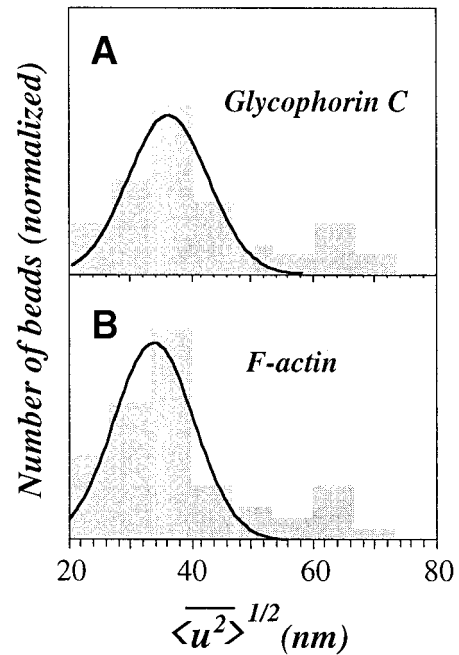 Number of beads (normalized)
A
Glycophorin C
B
F-actin
20 40 60 80
<u²>^1/2 (nm)